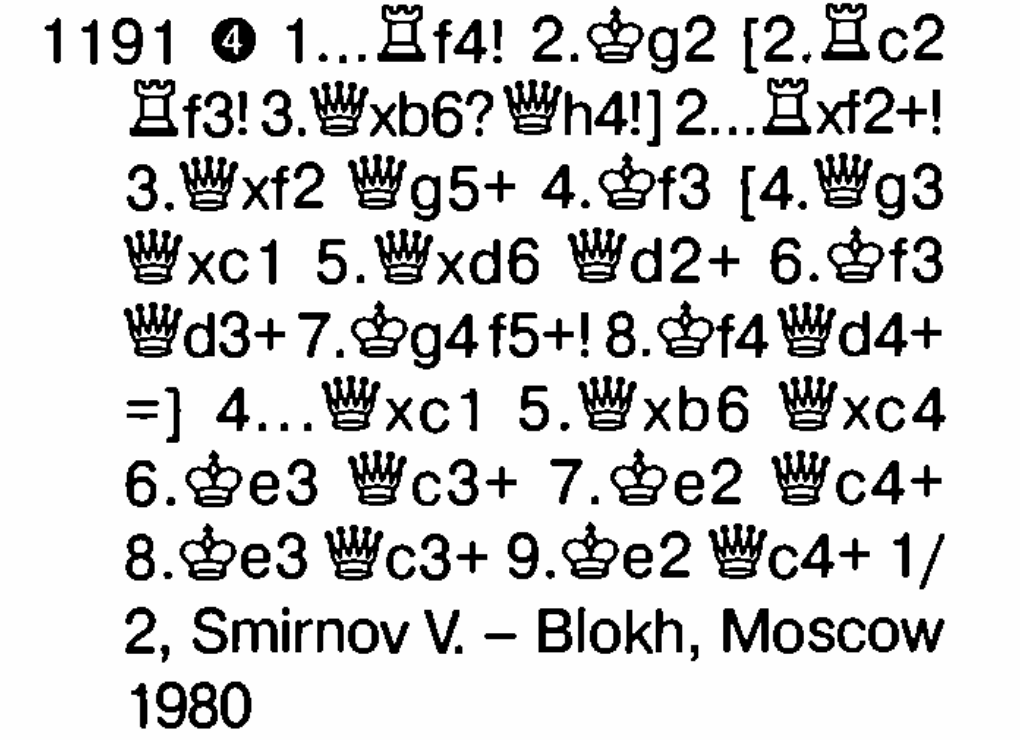 1191 ❹ 1...♖f4! 2.♔g2 [2.♖c2
♖f3! 3.♕xb6? ♕h4!] 2...♖xf2+!
3.♕xf2 ♕g5+ 4.♔f3 [4.♕g3
♕xc1 5.♕xd6 ♕d2+ 6.♔f3
♕d3+ 7.♔g4 f5+! 8.♔f4 ♕d4+
=] 4...♕xc1 5.♕xb6 ♕xc4
6.♔e3 ♕c3+ 7.♔e2 ♕c4+
8.♔e3 ♕c3+ 9.♔e2 ♕c4+ 1/
2, Smirnov V. – Blokh, Moscow
1980